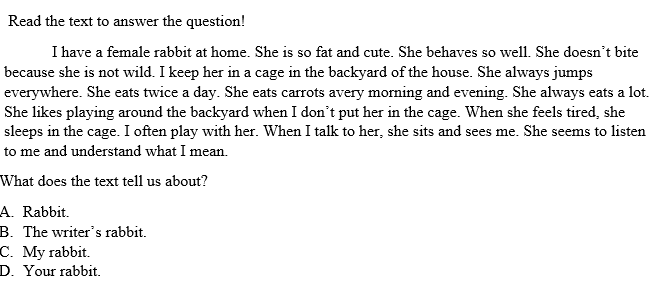 Read the text to answer the question!
I have a female rabbit at home. She is so fat and cute. She behaves so well. She doesn't bite
because she is not wild. I keep her in a cage in the backyard of the house. She always jumps
everywhere. She eats twice a day. She eats carrots avery morning and evening. She always eats a lot.
She likes playing around the backyard when I don't put her in the cage. When she feels tired, she
sleeps in the cage. I often play with her. When I talk to her, she sits and sees me. She seems to listen
to me and understand what I mean.
What does the text tell us about?
A. Rabbit.
B. The writer's rabbit.
C. My rabbit.
D. Your rabbit.